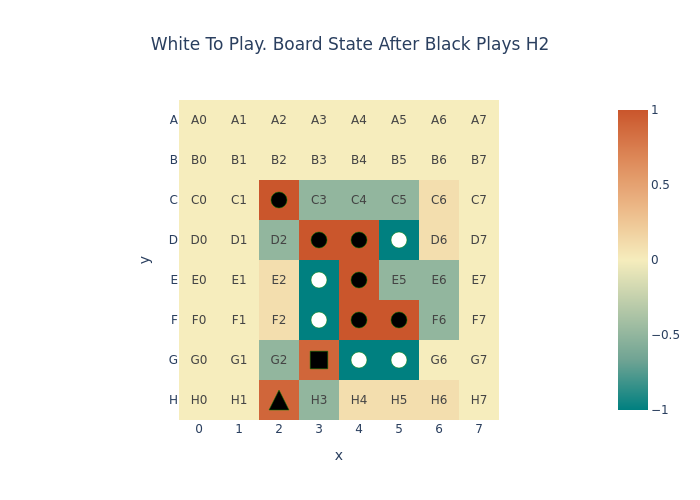 White To Play. Board State After Black Plays H2
A A0 A1 A2 A3 A4 A5 A6 A7
B B0 B1 B2 B3 B4 B5 B6 B7
C C0 C1 C3 C4 C5 C6 C7
D D0 D1 D2 D6 D7
E E0 E1 E2 E5 E6 E7
F F0 F1 F2 F6 F7
G G0 G1 G2 G6 G7
H H0 H1 H3 H4 H5 H6 H7
0 1 2 3 4 5 6 7
x
y
1
0.5
0
−0.5
−1